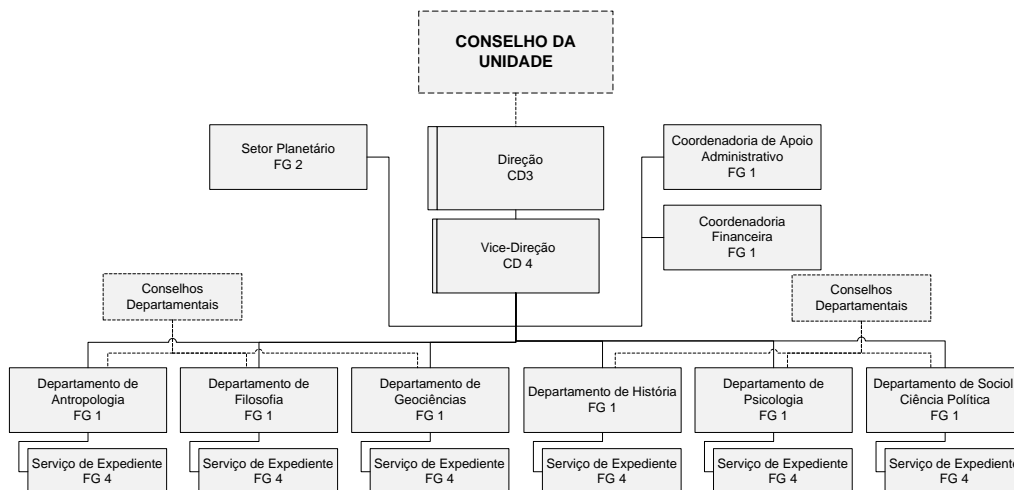 CONSELHO DA
UNIDADE
Setor Planetário
FG 2
Direção
CD3
Coordenadoria de Apoio
Administrativo
FG 1
Coordenadoria
Financeira
FG 1
Vice-Direção
CD 4
Conselhos
Departamentais
Conselhos
Departamentais
Departamento de
Antropologia
FG 1
Departamento de
Filosofia
FG 1
Departamento de
Geociências
FG 1
Departamento de História
FG 1
Departamento de
Psicologia
FG 1
Departamento de Sociol
Ciência Política
FG 1
Serviço de Expediente
FG 4
Serviço de Expediente
FG 4
Serviço de Expediente
FG 4
Serviço de Expediente
FG 4
Serviço de Expediente
FG 4
Serviço de Expediente
FG 4